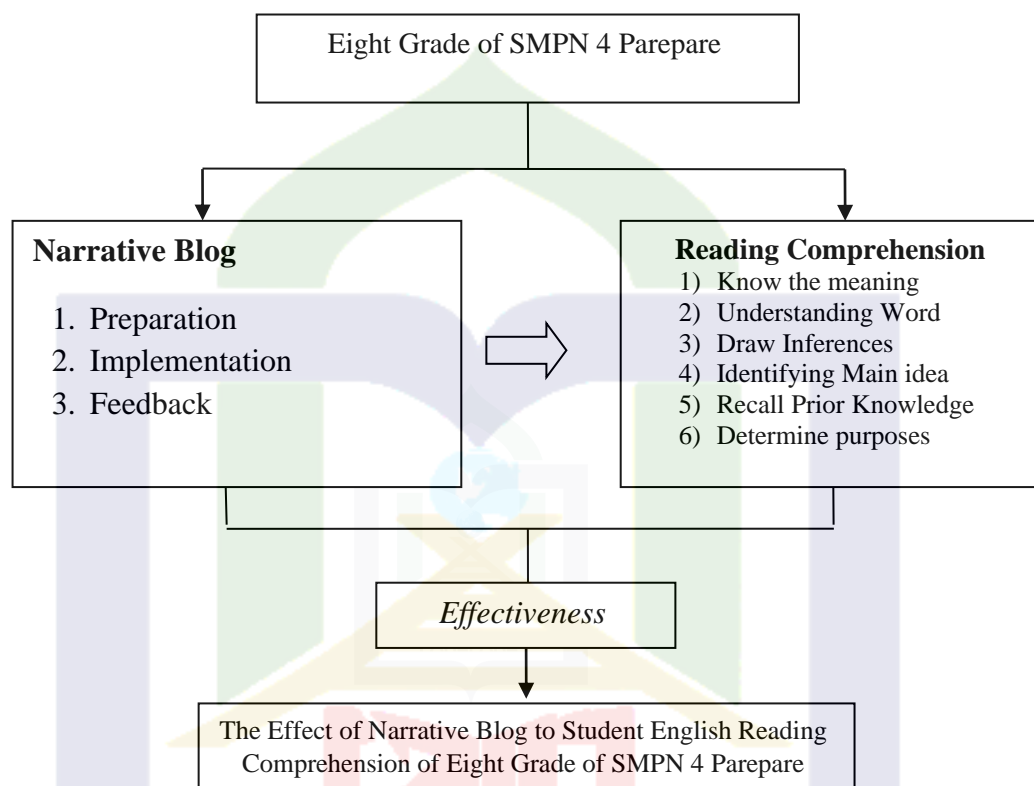 Eight Grade of SMPN 4 Parepare
Narrative Blog
1. Preparation
2. Implementation
3. Feedback
Reading Comprehension
1) Know the meaning
2) Understanding Word
3) Draw Inferences
4) Identifying Main idea
5) Recall Prior Knowledge
6) Determine purposes
Effectiveness
The Effect of Narrative Blog to Student English Reading
Comprehension of Eight Grade of SMPN 4 Parepare